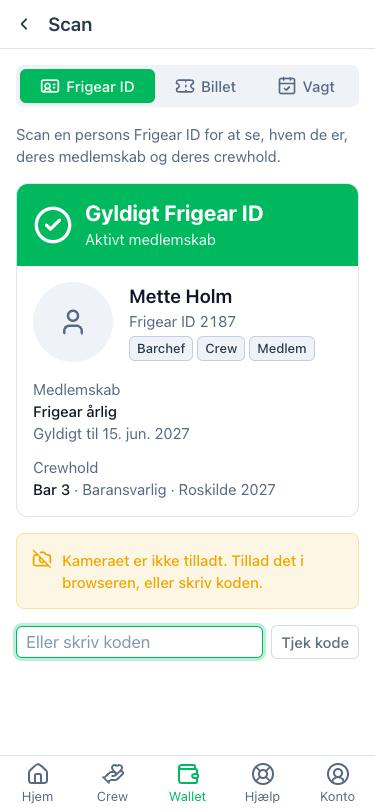 Scan
Frigear ID
Billet
Vagt
Scan en persons Frigear ID for at se, hvem de er,
deres medlemskab og deres crewhold.
Gyldigt Frigear ID
Aktivt medlemskab
Mette Holm
Frigear ID 2187
Barchef
Crew
Medlem
Medlemskab
Frigear årlig
Gyldigt til 15. jun. 2027
Crewhold
Bar 3 · Baransvarlig · Roskilde 2027
Kameraet er ikke tilladt. Tillad det i
browseren, eller skriv koden.
Eller skriv koden
Tjek kode
Hjem
Crew
Wallet
Hjælp
Konto